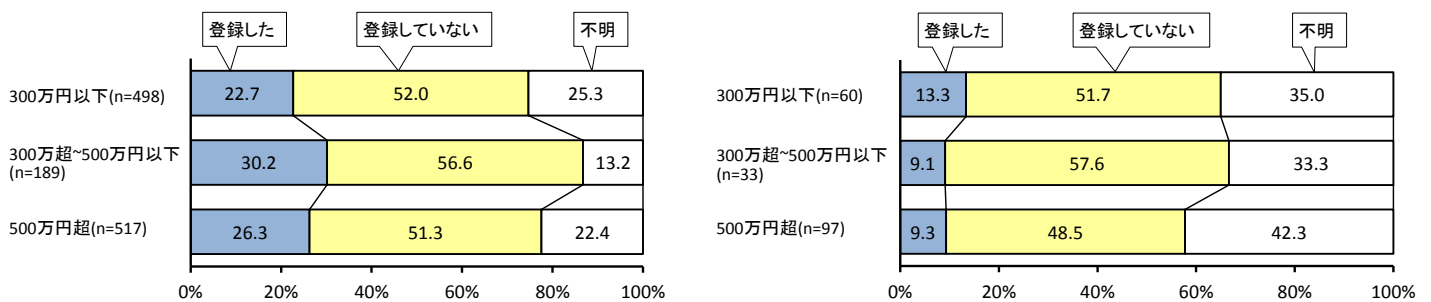 登録した
登録していない
不明
300万円以下(n=498)
22.7
52.0
25.3
300万超~500万円以下
(n=189)
30.2
56.6
13.2
500万円超(n=517)
26.3
51.3
22.4
0%
20%
40%
60%
80%
100%
登録した
登録していない
不明
300万円以下(n=60)
13.3
51.7
35.0
300万超~500万円以下
(n=33)
9.1
57.6
33.3
500万円超(n=97)
9.3
48.5
42.3
0%
20%
40%
60%
80%
100%